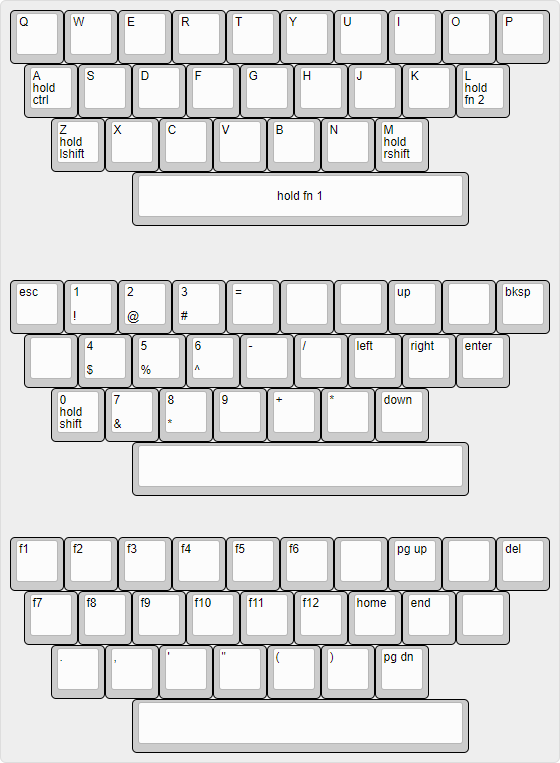 Q W E R T Y U I O P
A S D F G H J K L
hold hold
ctrl fn 2
Z X C V B N M
hold hold
lshift rshift
hold fn 1
esc 1 2 3 = up bksp
! @ #
4 5 6 - / left right enter
$ % ^
0 7 8 9 + * down
hold
shift & *
f1 f2 f3 f4 f5 f6 pg up del
f7 f8 f9 f10 f11 f12 home end
. , ' " ( ) pg dn